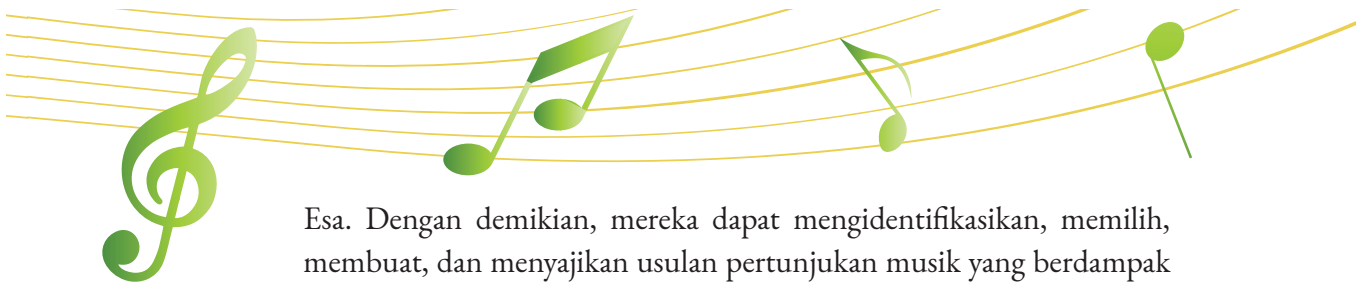 Esa. Dengan demikian, mereka dapat mengidentifikasikan, memilih,
membuat, dan menyajikan usulan pertunjukan musik yang berdampak